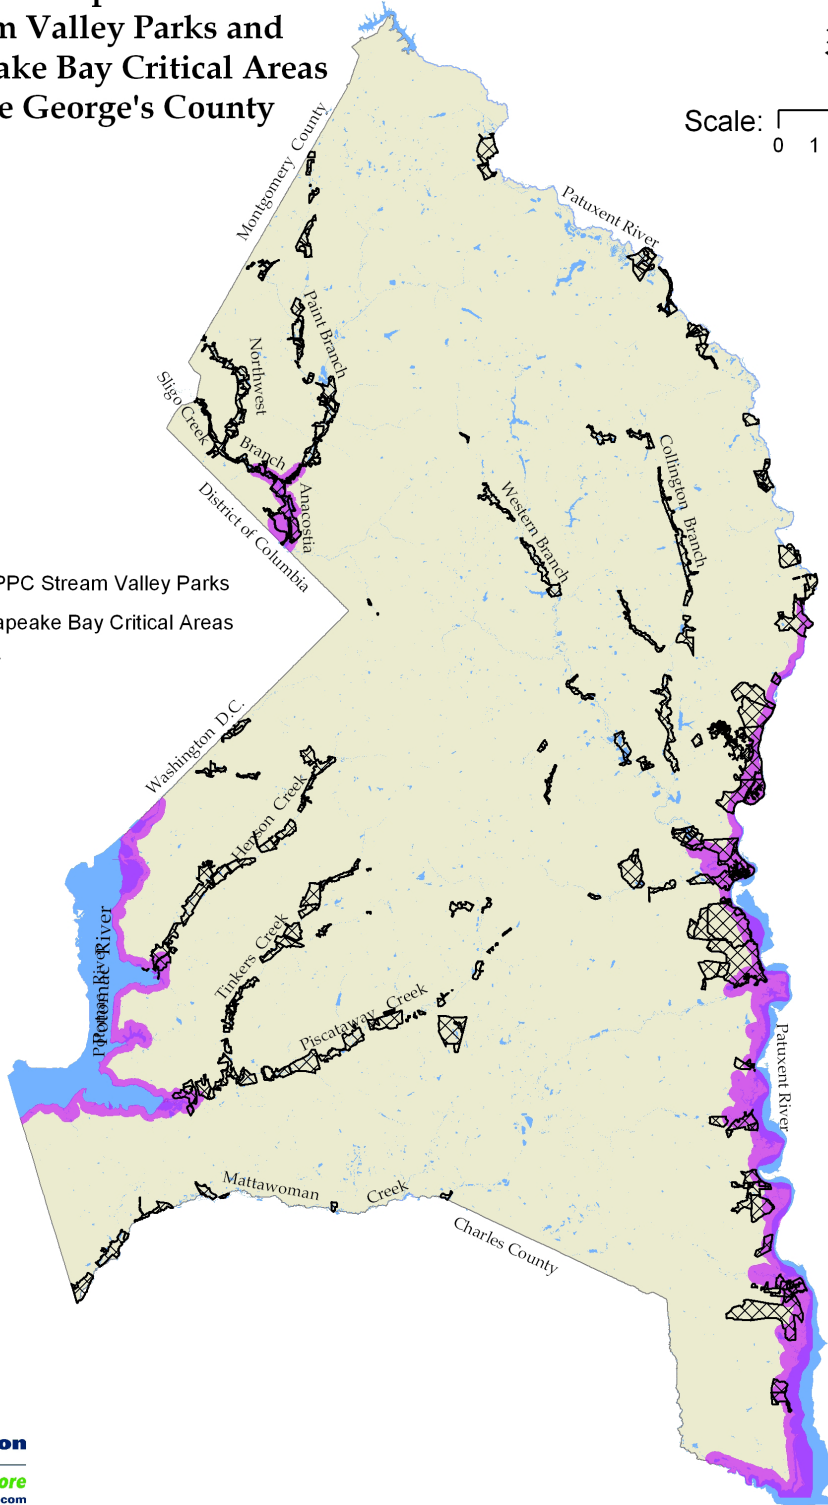 m Valley Parks and
ake Bay Critical Areas
e George's County
Scale:
0 1
Montgomery County
Patuxent River
Paint Branch
Northwest
Branch
Sligo Creek
Anacostia
District of Columbia
Collington Branch
Western Branch
PPC Stream Valley Parks
apeake Bay Critical Areas
Washington D.C.
Henson Creek
Tinkers Creek
Potomac River
Potomac River
Piscataway Creek
Patuxent River
Mattawoman Creek
Charles County
on
ore
com